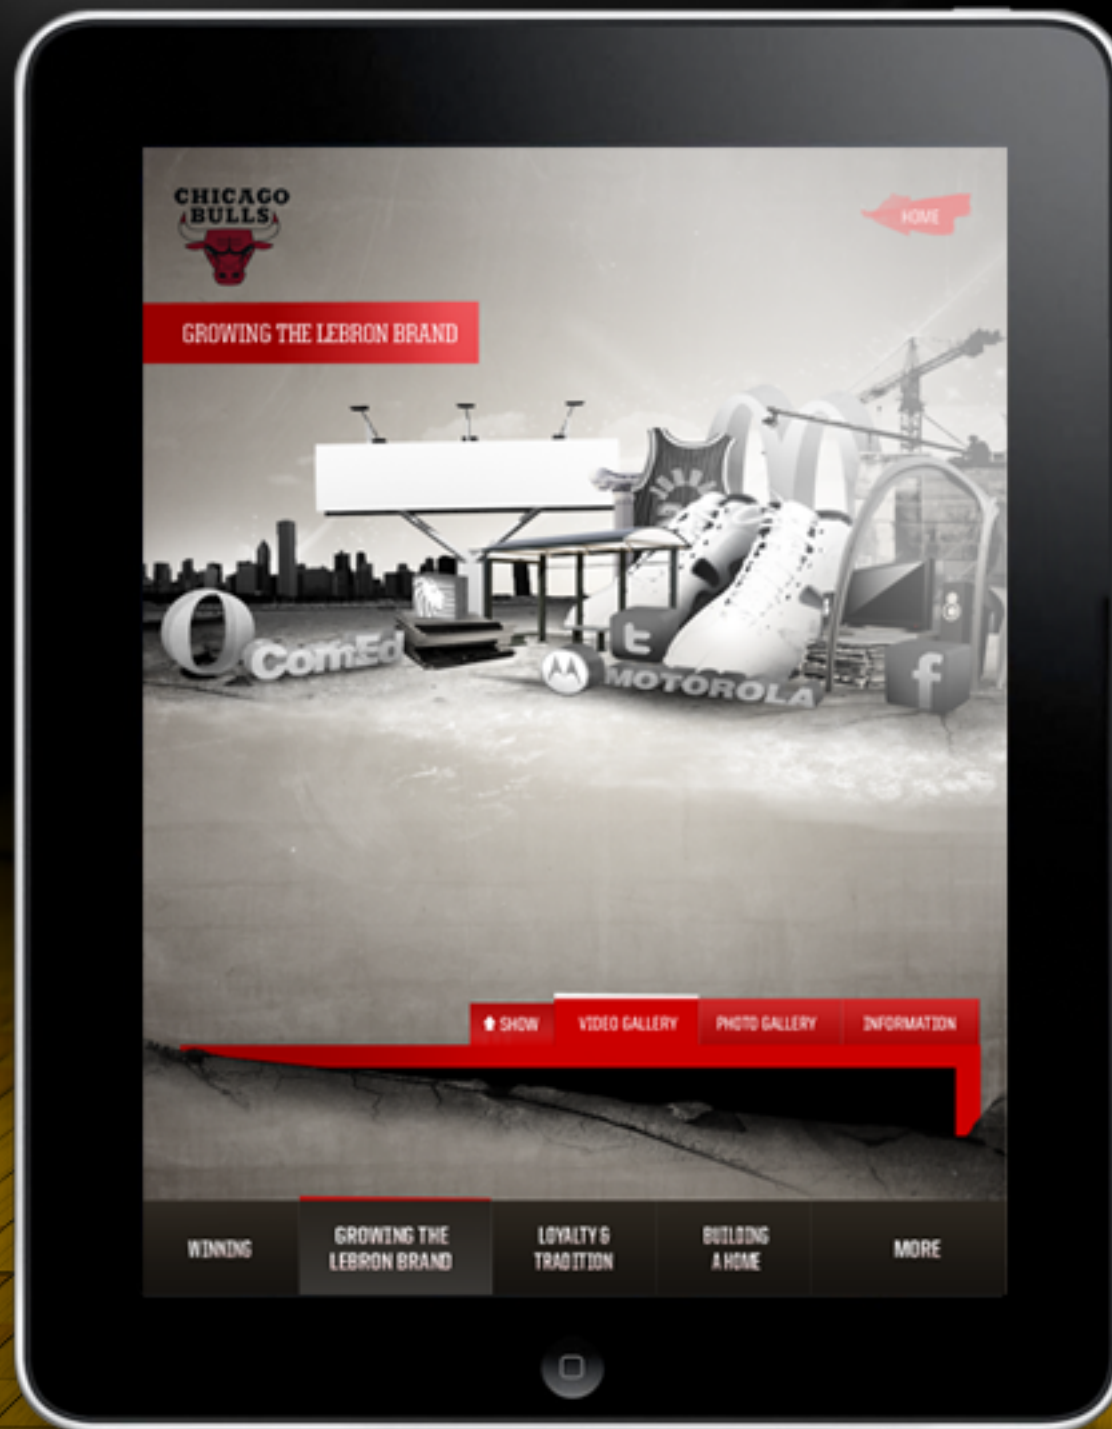 CHICAGO
BULLS
HOME
GROWING THE LEBRON BRAND
ComEd
t
MOTOROLA
f
SHOW
VIDEO GALLERY
PHOTO GALLERY
INFORMATION
WINNING
GROWING THE
LEBRON BRAND
LOYALTY &
TRADITION
BUILDING
A HOME
MORE